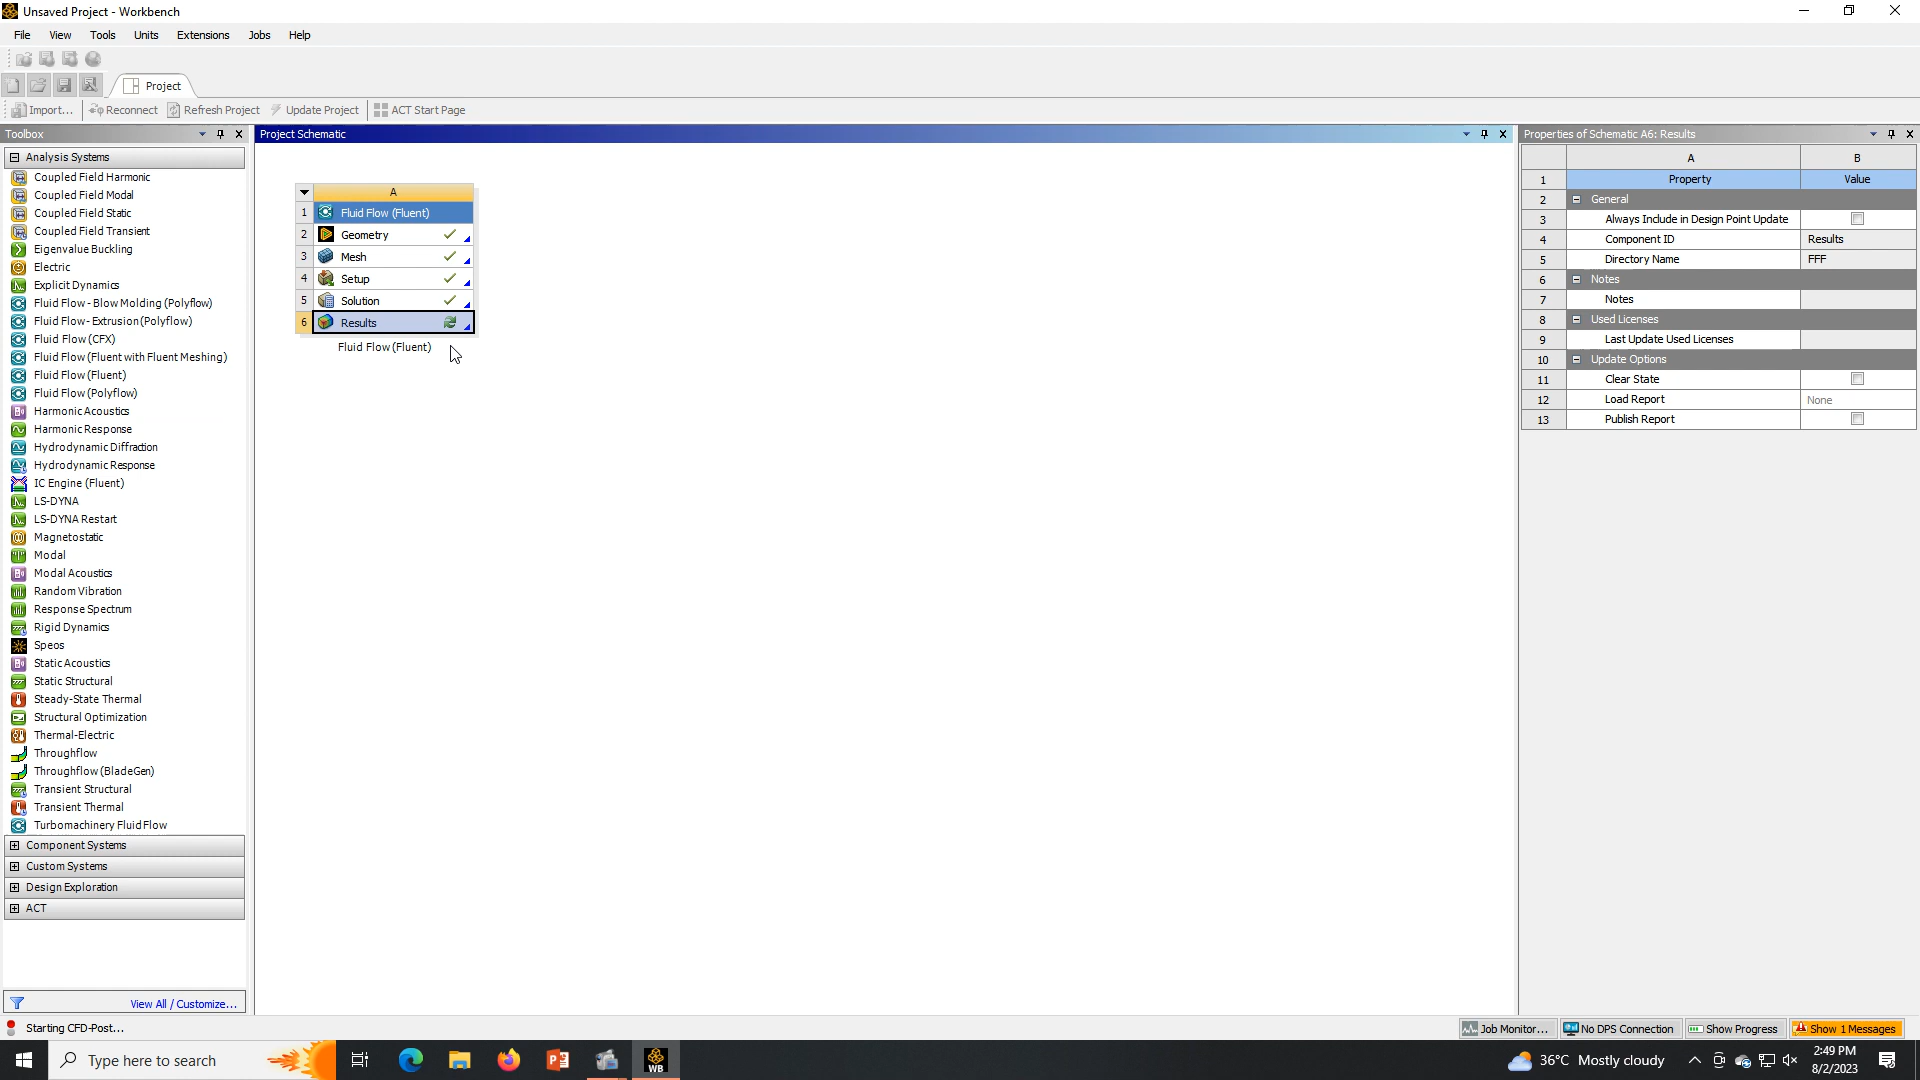 Unsaved Project - Workbench
File View Tools Units Extensions Jobs Help
Project
Import... Reconnect Refresh Project Update Project ACT Start Page
Toolbox
Analysis Systems
Coupled Field Harmonic
Coupled Field Modal
Coupled Field Static
Coupled Field Transient
Eigenvalue Buckling
Electric
Explicit Dynamics
Fluid Flow - Blow Molding (Polyflow)
Fluid Flow- Extrusion (Polyflow)
Fluid Flow (CFX)
Fluid Flow (Fluent with Fluent Meshing)
Fluid Flow (Fluent)
Fluid Flow (Polyflow)
Harmonic Acoustics
Harmonic Response
Hydrodynamic Diffraction
Hydrodynamic Response
IC Engine (Fluent)
LS-DYNA
LS-DYNA Restart
Magnetostatic
Modal
Modal Acoustics
Random Vibration
Response Spectrum
Rigid Dynamics
Speos
Static Acoustics
Static Structural
Steady-State Thermal
Structural Optimization
Thermal-Electric
Throughflow
Throughflow (BladeGen)
Transient Structural
Transient Thermal
Turbomachinery Fluid Flow
Component Systems
Custom Systems
Design Exploration
ACT
View All / Customize...
Project Schematic
A
1 Fluid Flow (Fluent)
2 Geometry
3 Mesh
4 Setup
5 Solution
6 Results
Fluid Flow (Fluent)
Properties of Schematic A6: Results
A B
1 Property Value
2 General
3 Always Include in Design Point Update
4 Component ID Results
5 Directory Name FFF
6 Notes
7 Notes
8 Used Licenses
9 Last Update Used Licenses
10 Update Options
11 Clear State
12 Load Report None
13 Publish Report
Starting CFD-Post... Job Monitor... No DPS Connection Show Progress Show 1 Messages
Type here to search WB 36°C Mostly cloudy 2:49 PM
8/2/2023